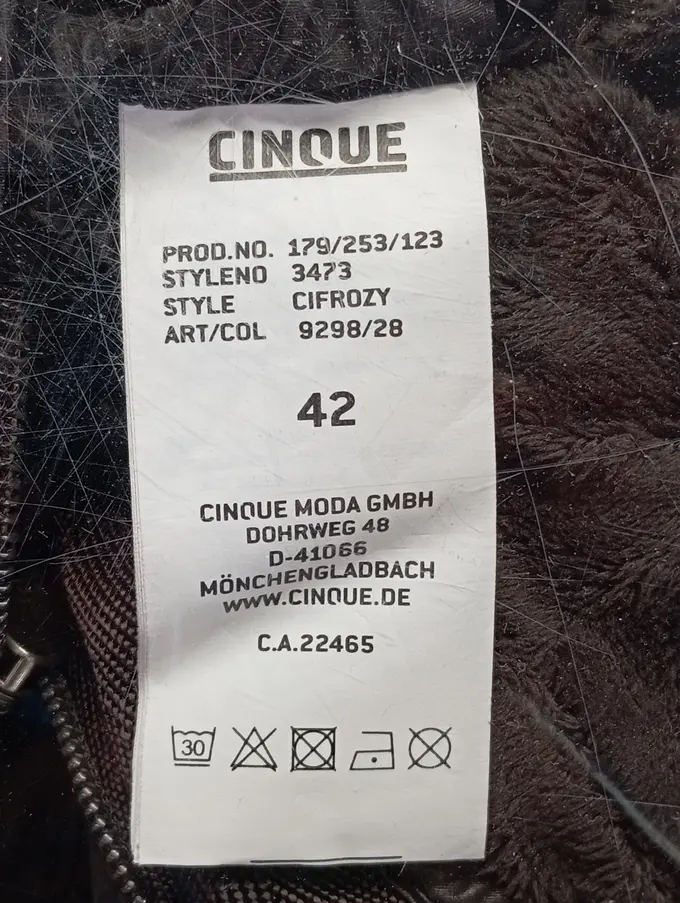 CINQUE
PROD.NO. 179/253/123
STYLENO 3473
STYLE CIFROZY
ART/COL 9298/28
42
CINQUE MODA GMBH
DOHRWEG 48
D-41066
MÖNCHENGLADBACH
WWW.CINQUE.DE
C.A.22465
30